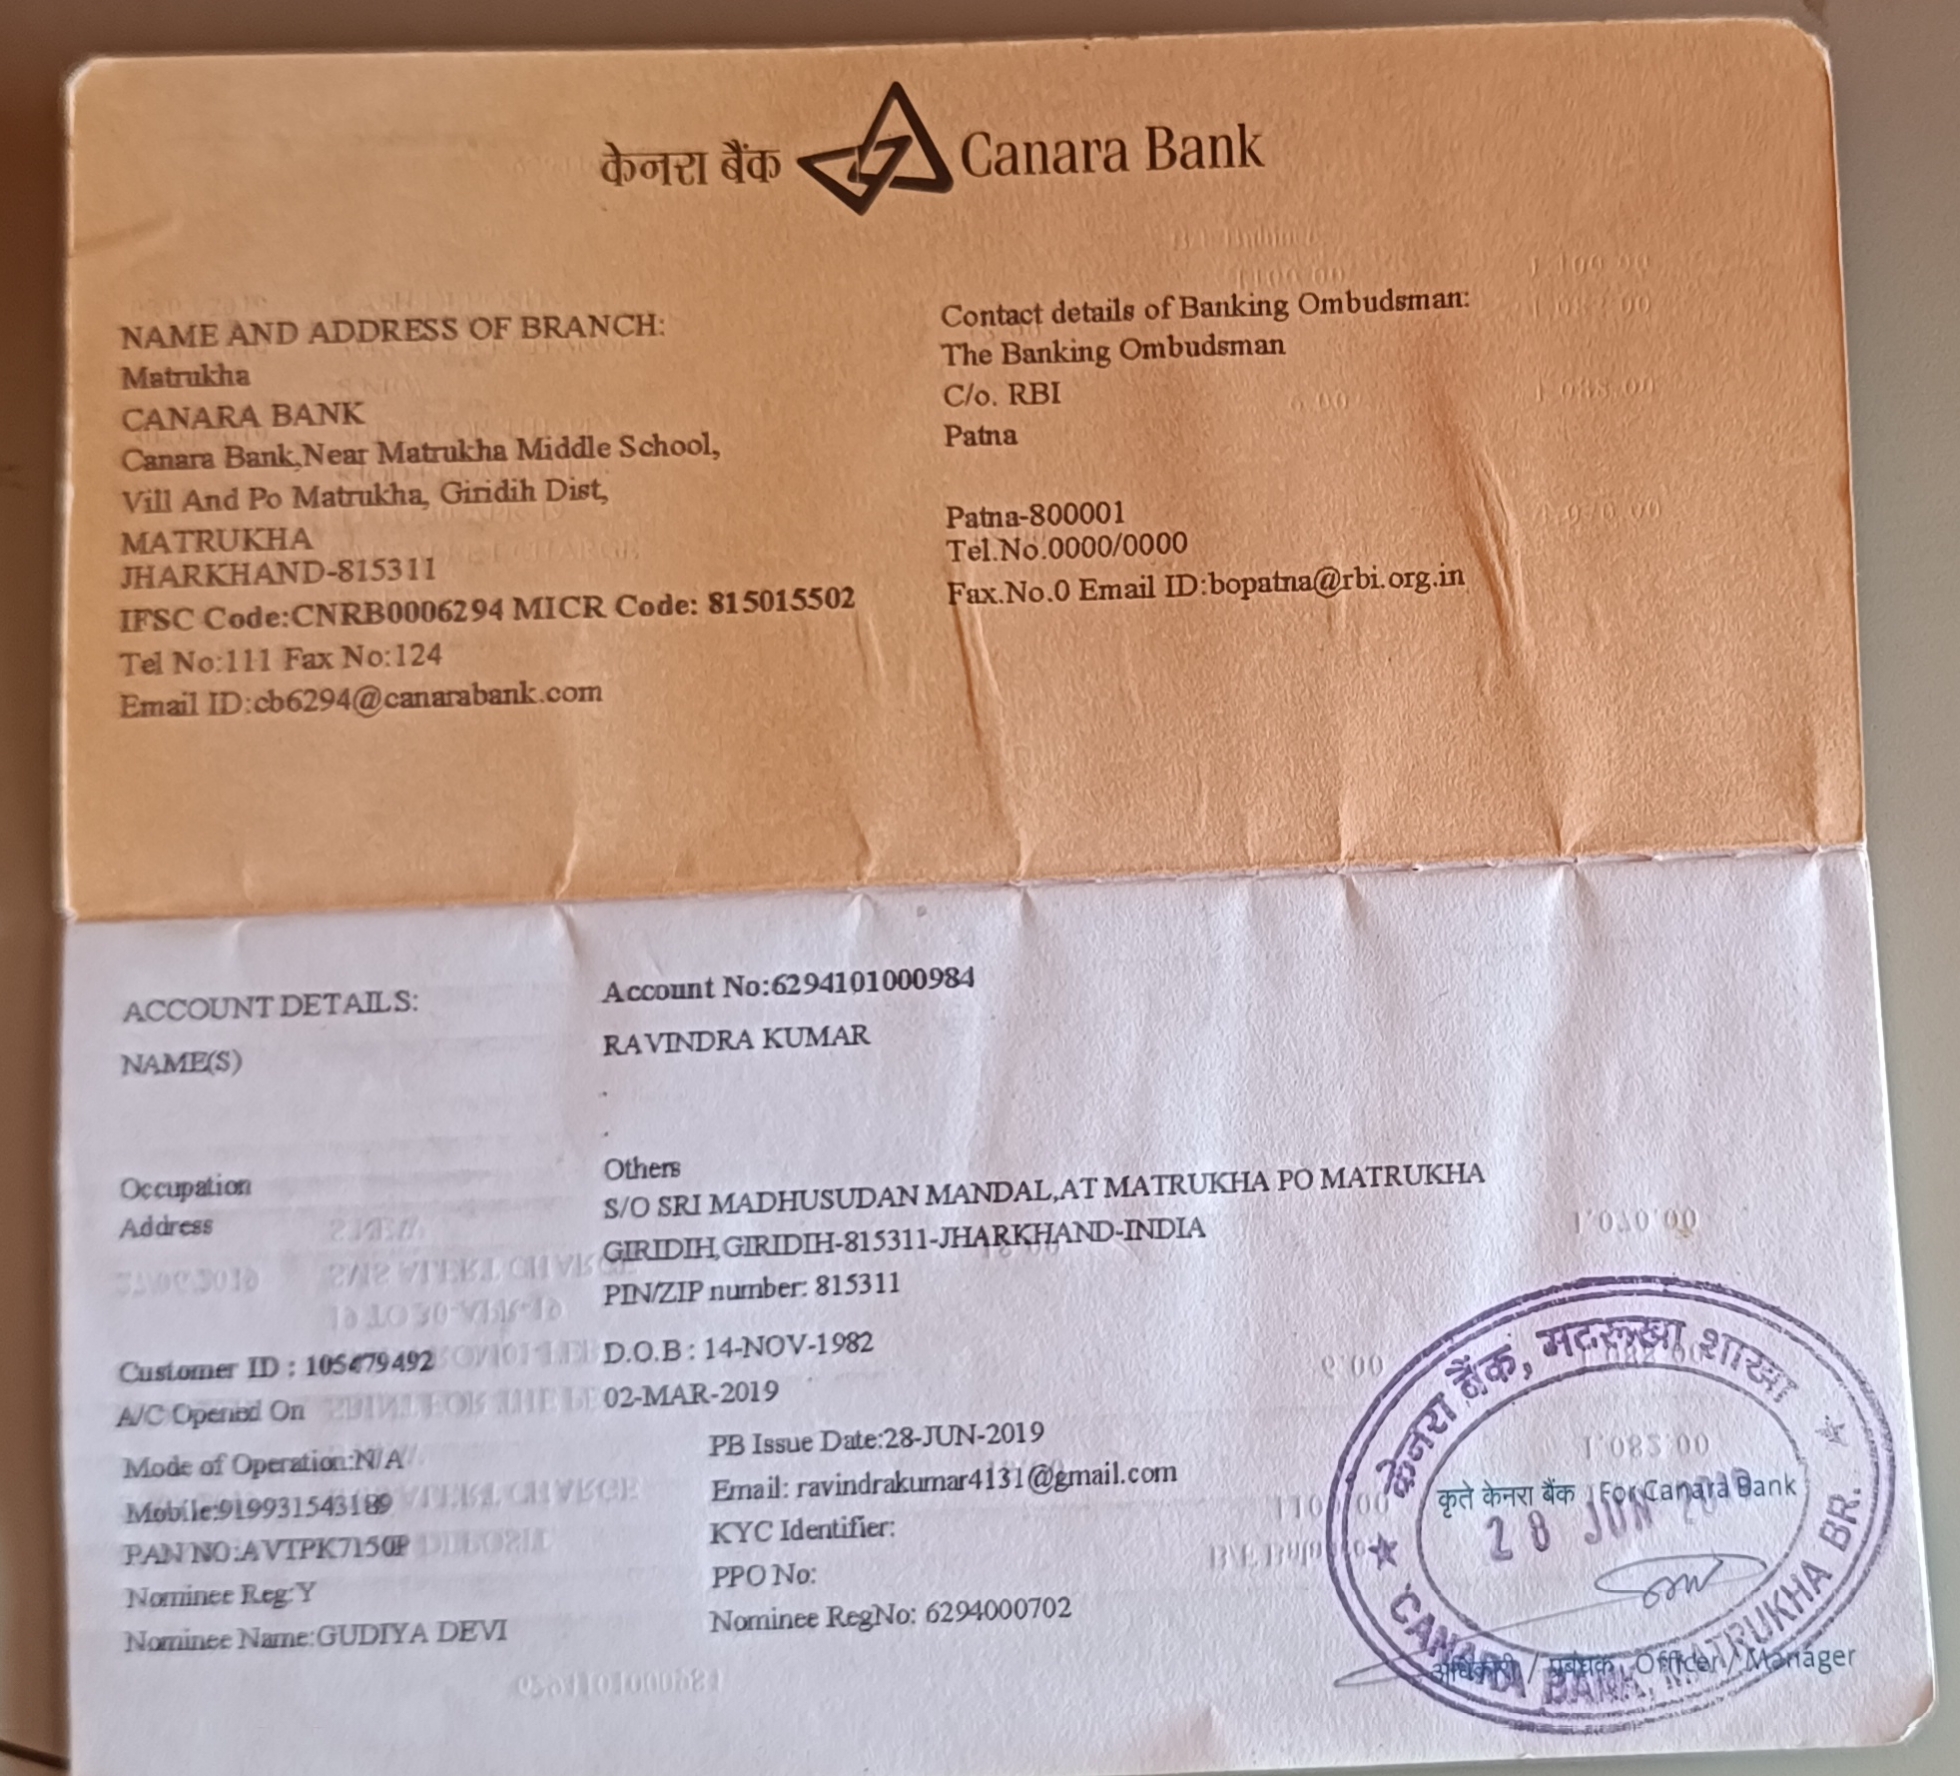 केनरा बैंक Canara Bank
NAME AND ADDRESS OF BRANCH:
Matrukha
CANARA BANK
Canara Bank,Near Matrukha Middle School,
Vill And Po Matrukha, Giridih Dist,
MATRUKHA
JHARKHAND-815311
IFSC Code:CNRB0006294 MICR Code: 815015502
Tel No:111 Fax No:124
Email ID:cb6294@canarabank.com
Contact details of Banking Ombudsman:
The Banking Ombudsman
C/o. RBI
Patna
Patna-800001
Tel.No.0000/0000
Fax.No.0 Email ID:bopatna@rbi.org.in
ACCOUNT DETAILS: Account No:6294101000984
NAME(S) RAVINDRA KUMAR
.
.
Occupation Others
Address S/O SRI MADHUSUDAN MANDAL,AT MATRUKHA PO MATRUKHA
GIRIDIH,GIRIDIH-815311-JHARKHAND-INDIA
PIN/ZIP number: 815311
Customer ID : 105479492 D.O.B : 14-NOV-1982
A/C Opened On 02-MAR-2019
Mode of Operation:N/A PB Issue Date:28-JUN-2019
Mobile:919931543189 Email: ravindrakumar4131@gmail.com
PAN NO:AVTPK7150P KYC Identifier:
Nominee Reg:Y PPO No:
Nominee Name:GUDIYA DEVI Nominee RegNo: 6294000702
केनरा बैंक, मटरूखा शाखा
कृते केनरा बैंक / For Canara Bank
28 JUN
अधिकारी / प्रबंधक Officer / Manager
CANARA BANK, MATRUKHA BR.